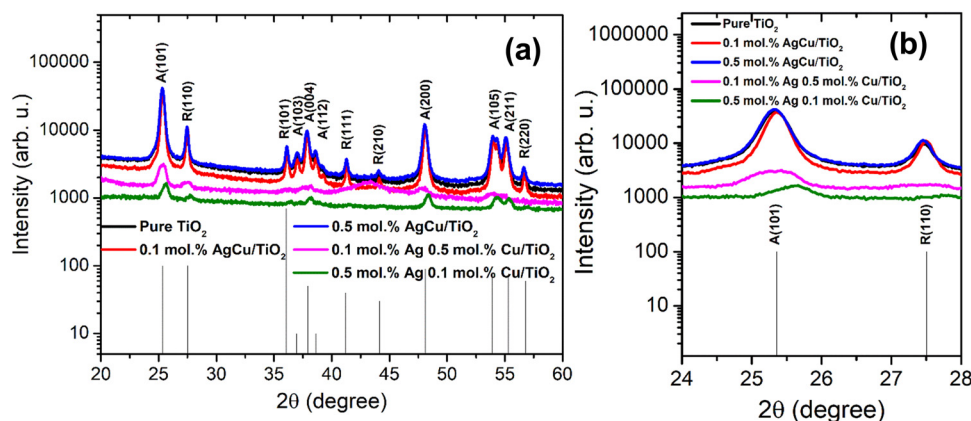 (a)
Intensity (arb. u.)
1000000
100000
10000
1000
100
10
A(101)
R(110)
R(101)
A(103)
A(004)
A(112)
R(111)
R(210)
A(200)
A(105)
A(211)
R(220)
Pure TiO₂
0.1 mol.% AgCu/TiO₂
0.5 mol.% AgCu/TiO₂
0.1 mol.% Ag 0.5 mol.% Cu/TiO₂
0.5 mol.% Ag 0.1 mol.% Cu/TiO₂
20 25 30 35 40 45 50 55 60
2θ (degree)
(b)
Pure TiO₂
0.1 mol.% AgCu/TiO₂
0.5 mol.% AgCu/TiO₂
0.1 mol.% Ag 0.5 mol.% Cu/TiO₂
0.5 mol.% Ag 0.1 mol.% Cu/TiO₂
Intensity (arb. u.)
10000000
1000000
100000
10000
1000
100
10
A(101)
R(110)
24 25 26 27 28
2θ (degree)